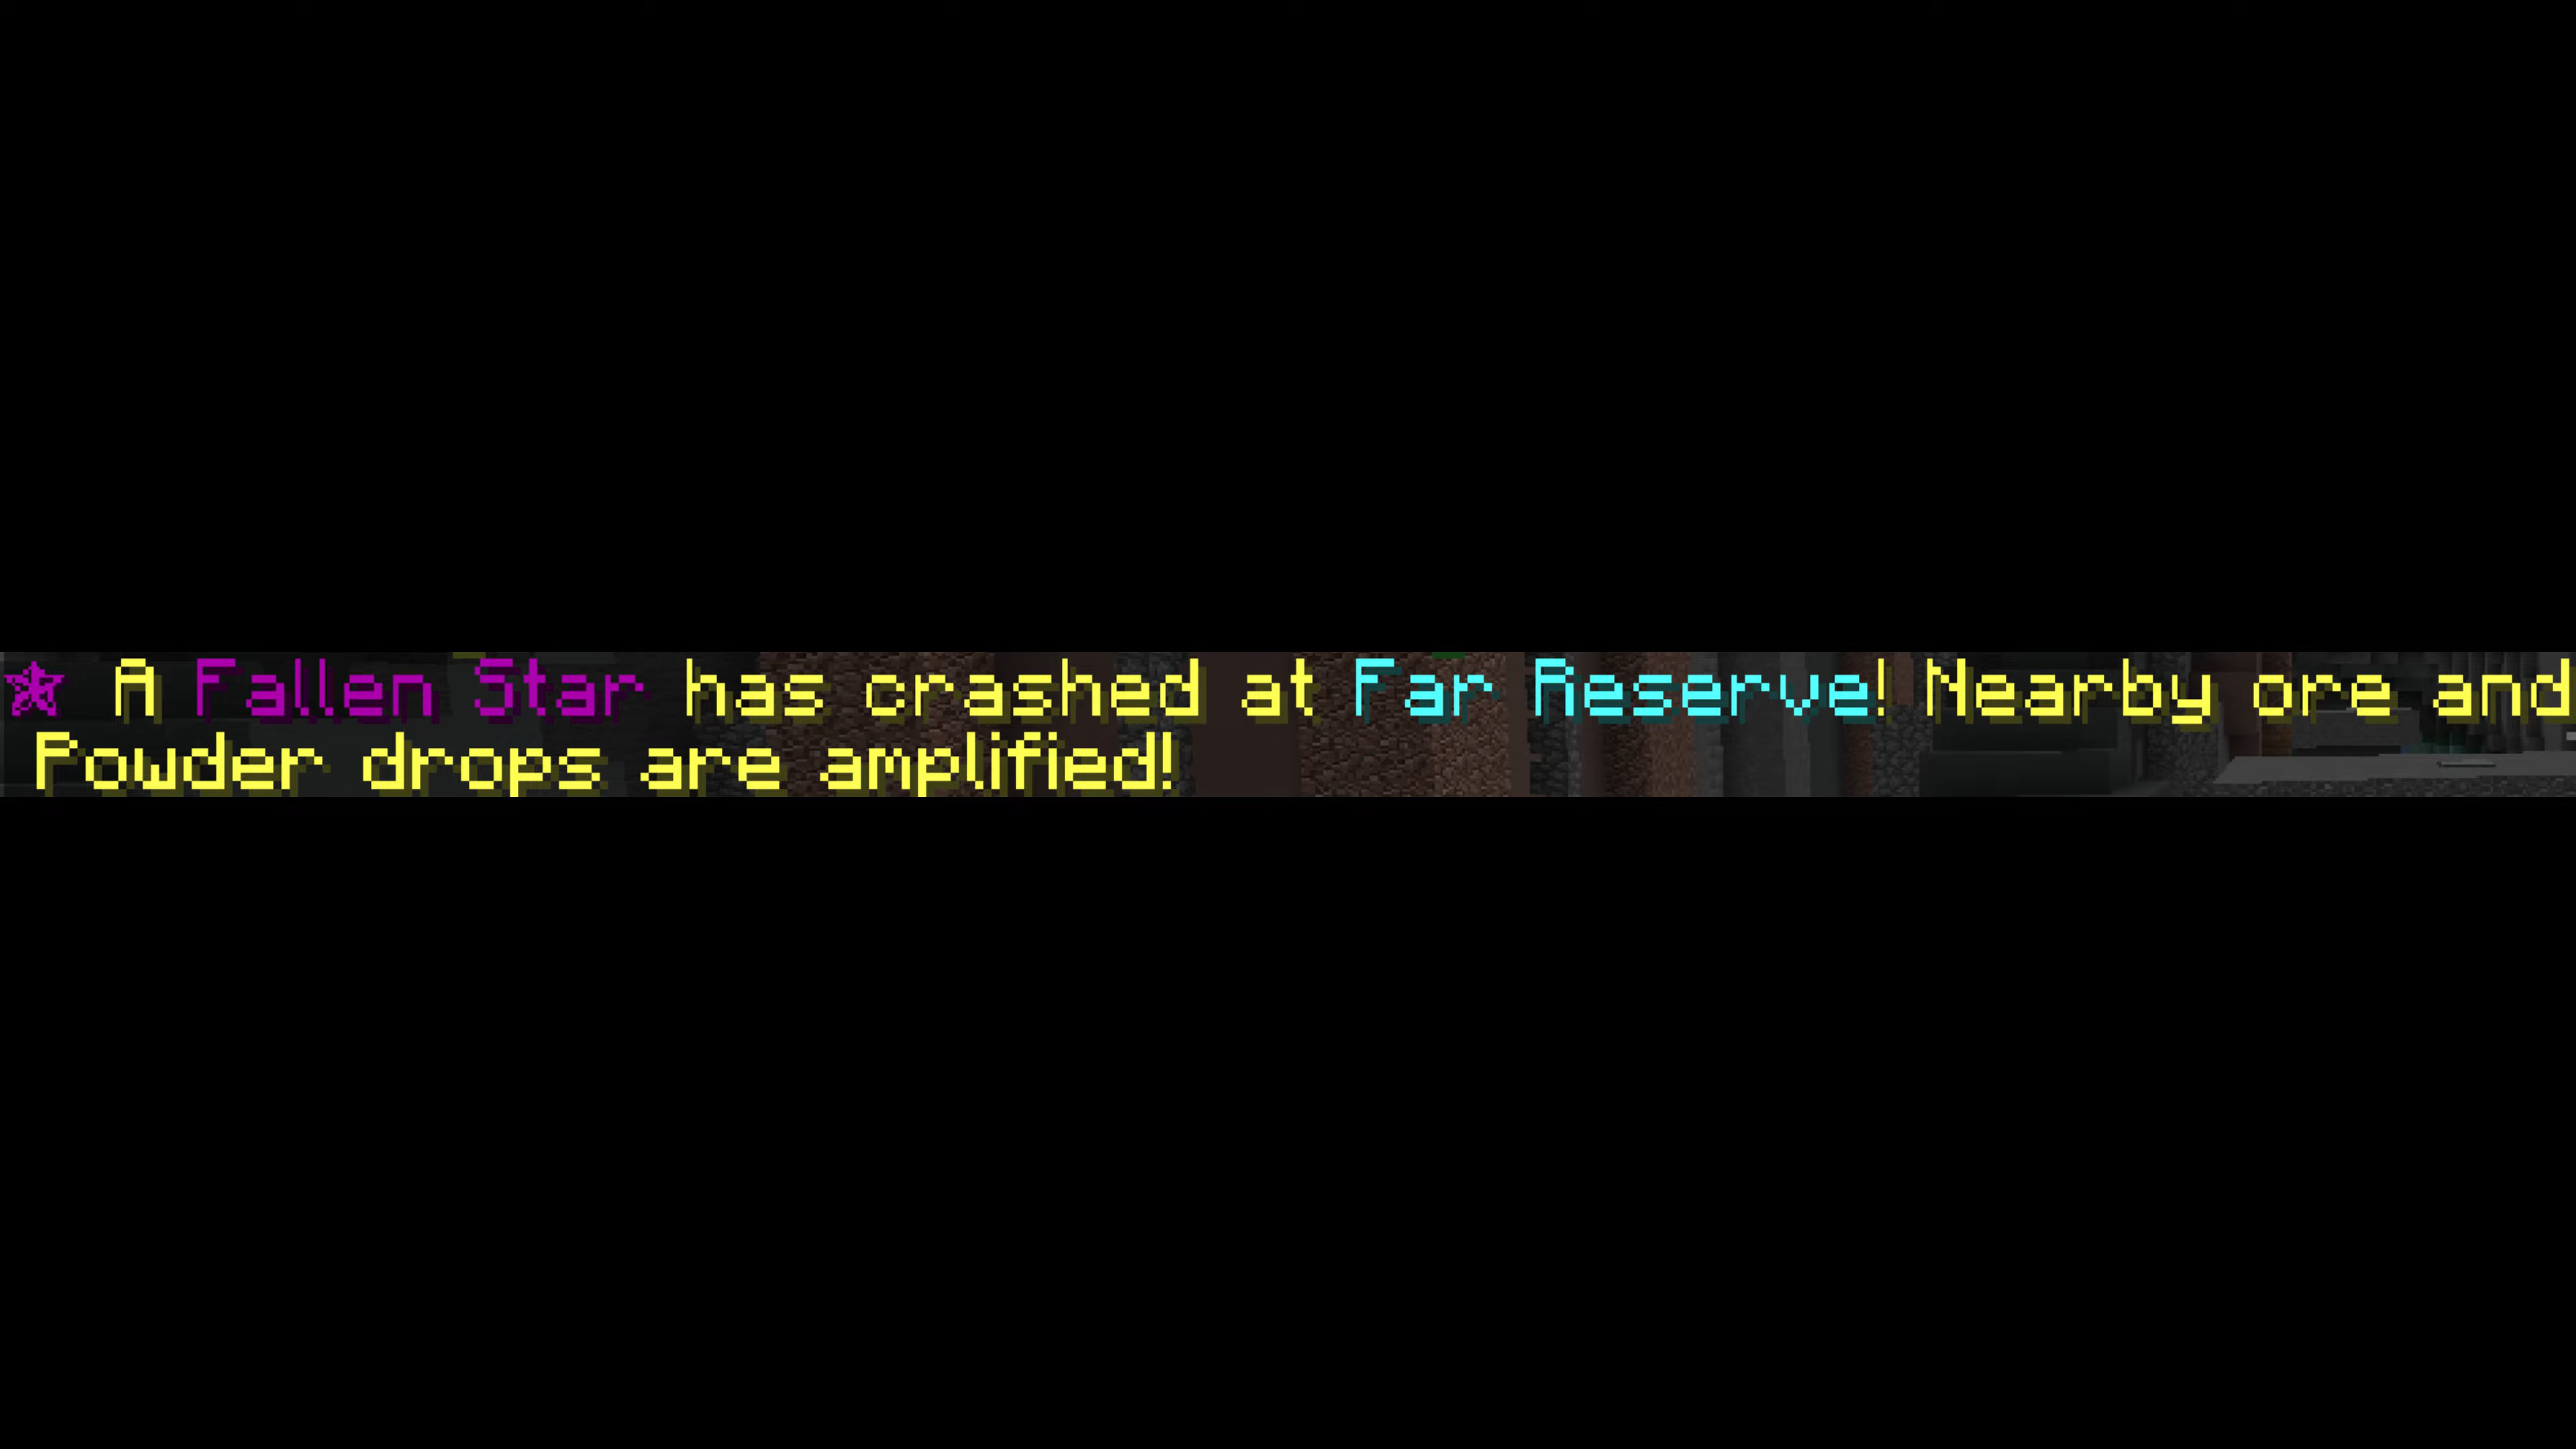 ✯ A Fallen Star has crashed at Far Reserve! Nearby ore and
Powder drops are amplified!